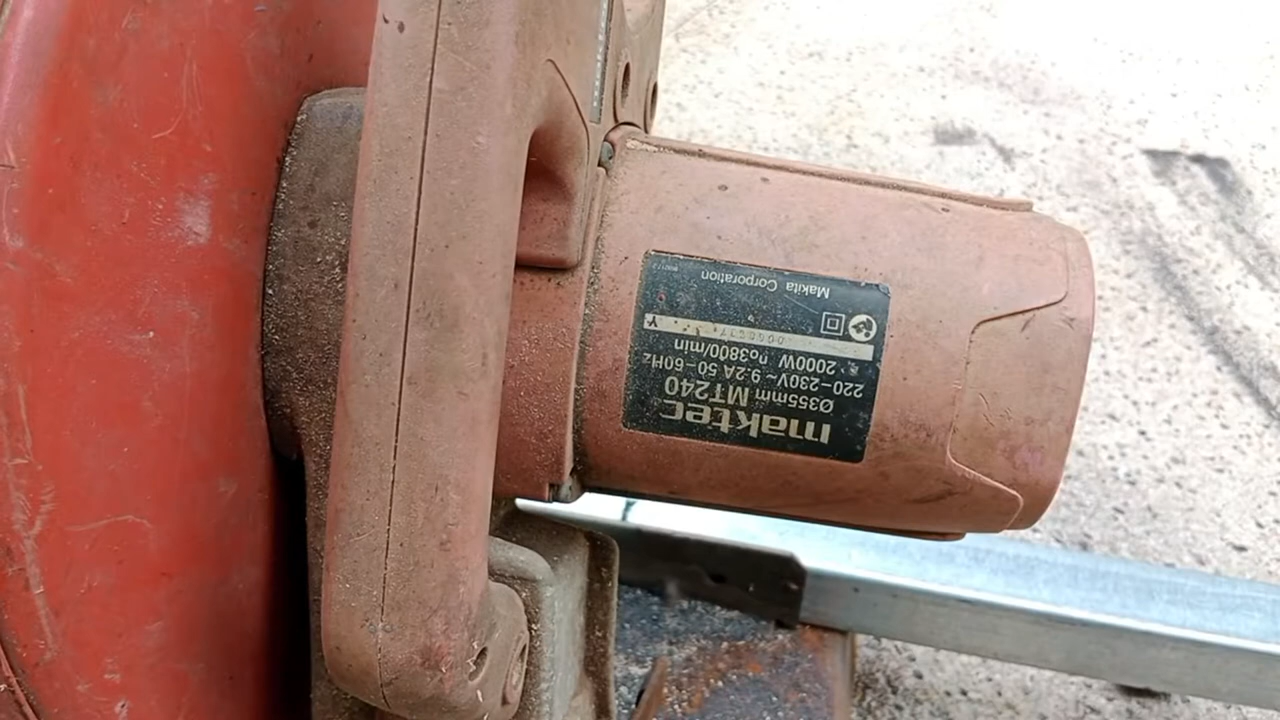 maktec
Ø355mm MT240
220-230V~ 9.2A 50-60Hz
2000W n₀3800/min
Y
Makita Corporation